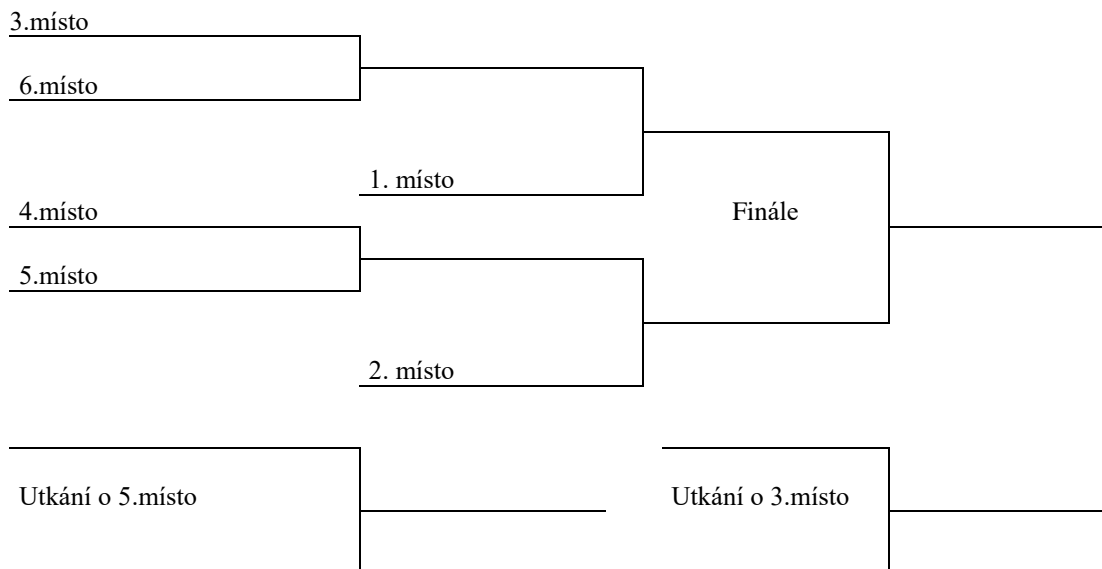 3.místo
6.místo
1. místo
4.místo
Finále
5.místo
2. místo
Utkání o 5.místo
Utkání o 3.místo